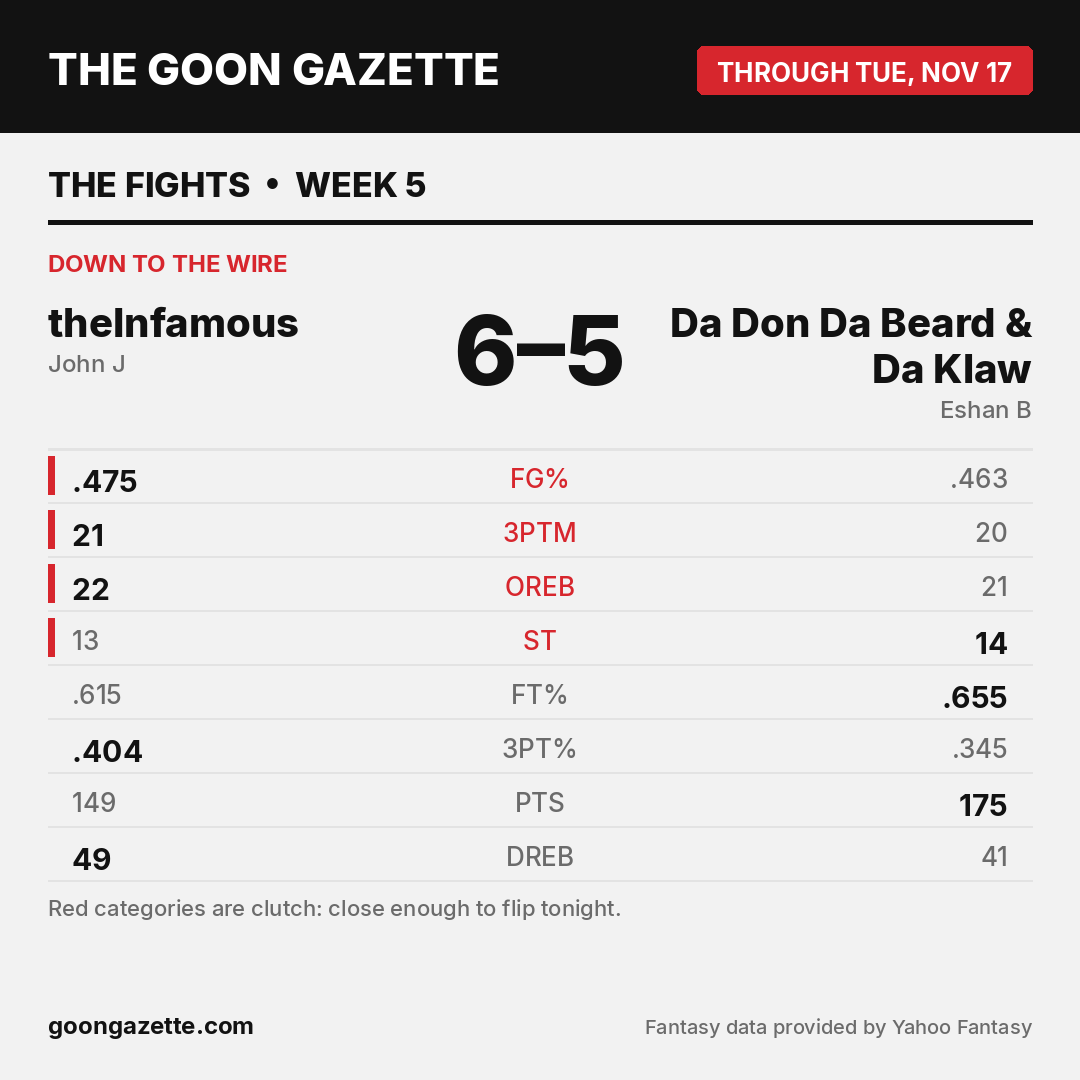 THE GOON GAZETTE
THROUGH TUE, NOV 17
THE FIGHTS • WEEK 5
DOWN TO THE WIRE
theInfamous
John J
6–5
Da Don Da Beard &
Da Klaw
Eshan B
.475 FG% .463
21 3PTM 20
22 OREB 21
13 ST 14
.615 FT% .655
.404 3PT% .345
149 PTS 175
49 DREB 41
Red categories are clutch: close enough to flip tonight.
goongazette.com
Fantasy data provided by Yahoo Fantasy